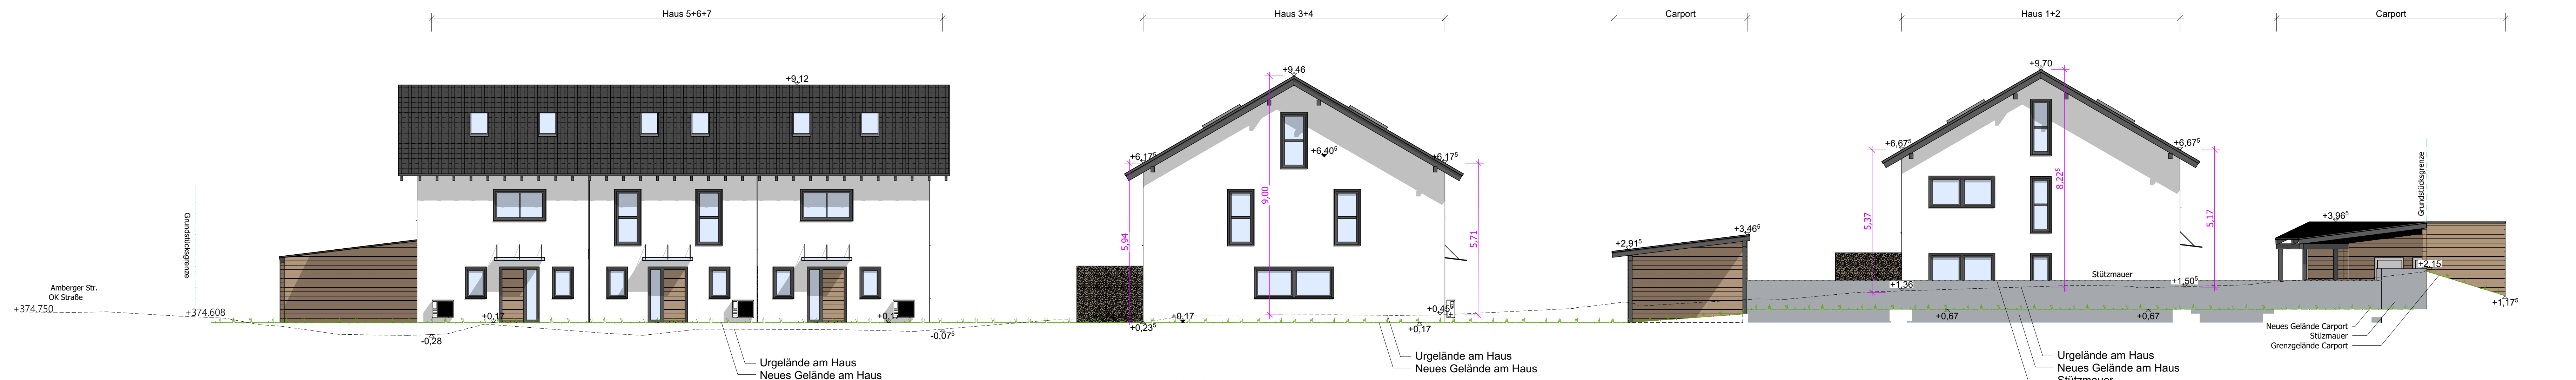 Haus 5+6+7
Haus 3+4
Carport
Haus 1+2
Carport
+9,12
+9,46
+9,70
+6,17⁵
+6,17⁵
+6,40⁵
9,00
5,94
5,71
+6,67⁵
+6,67⁵
8,22⁵
5,37
5,17
Grundstücksgrenze
Grundstücksgrenze
+3,96⁵
+2,91⁵
+3,46⁵
Amberger Str.
OK Straße
+374.750
+374.608
+0,17
+0,17
-0,28
-0,07⁵
+0,23⁵
+0,17
+0,45⁵
+0,17
Stützmauer
+1,36
+1,50⁵
+2,15
+1,17⁵
+0,67
+0,67
Urgelände am Haus
Neues Gelände am Haus
Urgelände am Haus
Neues Gelände am Haus
Urgelände am Haus
Neues Gelände am Haus
Stützmauer
Neues Gelände Carport
Stüzmauer
Grenzgelände Carport